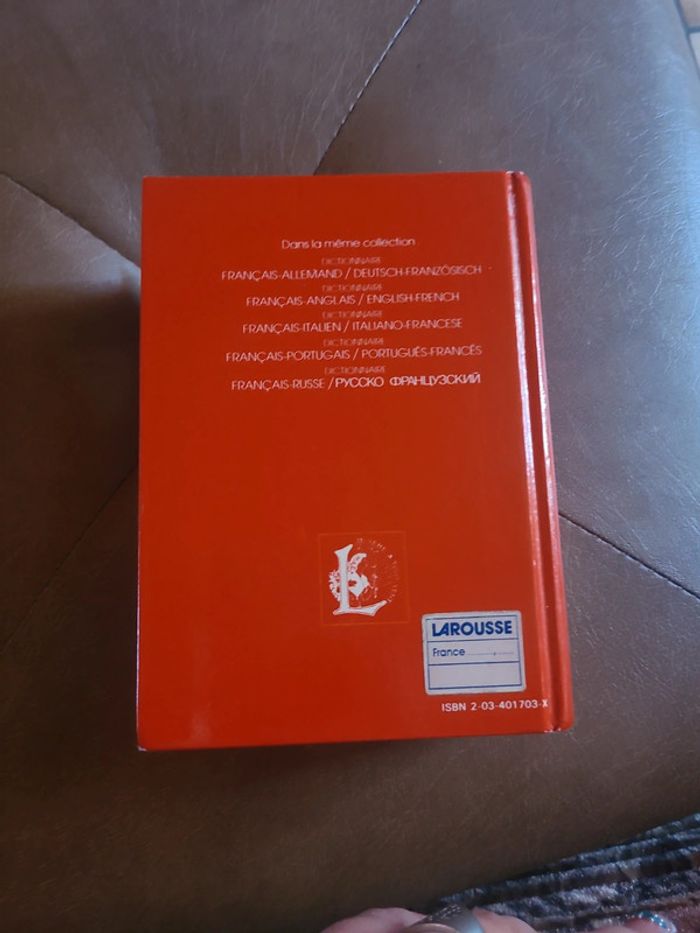 Dans la même collection
DICTIONNAIRE
FRANÇAIS-ALLEMAND / DEUTSCH-FRANZÖSISCH
DICTIONNAIRE
FRANÇAIS-ANGLAIS / ENGLISH-FRENCH
DICTIONNAIRE
FRANÇAIS-ITALIEN / ITALIANO-FRANCESE
DICTIONNAIRE
FRANÇAIS-PORTUGAIS / PORTUGUÊS-FRANCÊS
DICTIONNAIRE
FRANÇAIS-RUSSE / РУССКО ФРАНЦУЗСКИЙ
L
LAROUSSE
France
ISBN 2-03-401703-X